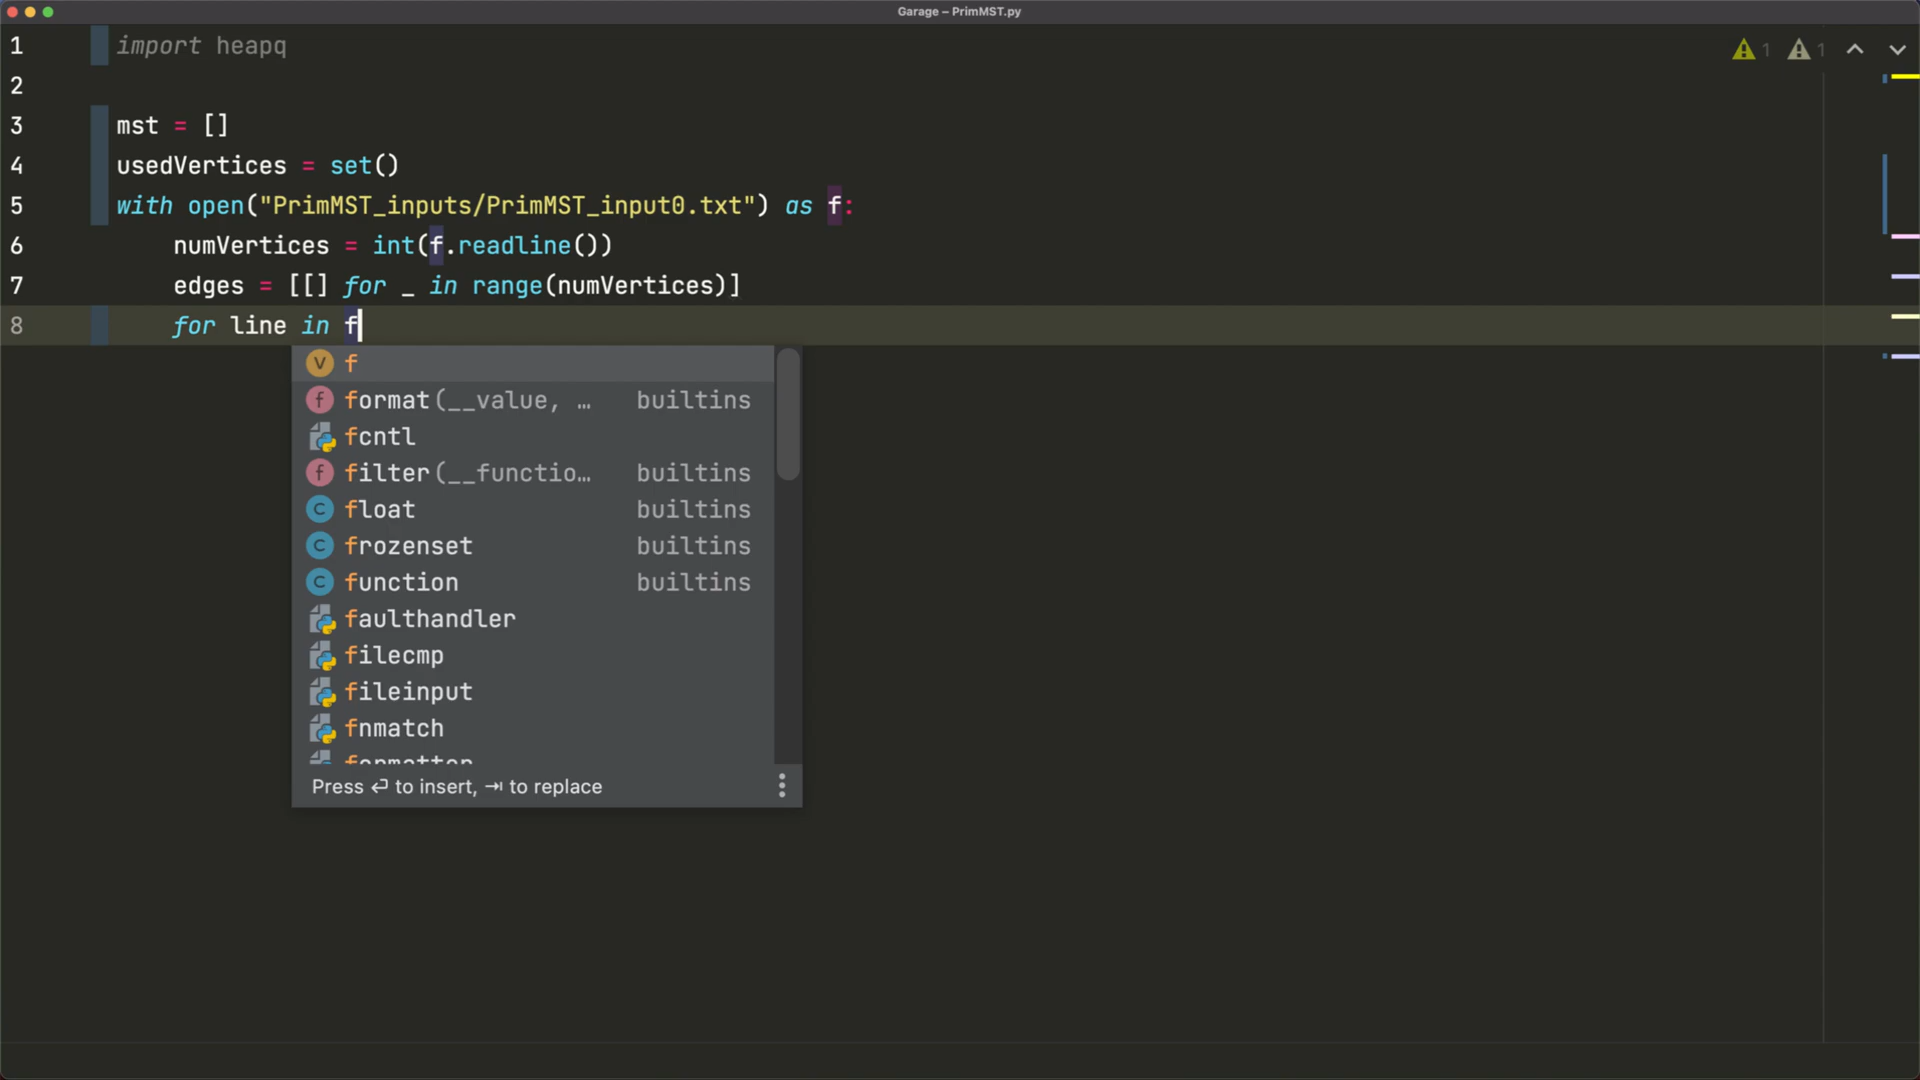 Garage – PrimMST.py
1 import heapq
1 1
2
3 mst = []
4 usedVertices = set()
5 with open("PrimMST_inputs/PrimMST_input0.txt") as f:
6 numVertices = int(f.readline())
7 edges = [[] for _ in range(numVertices)]
8 for line in f
V f
f format(__value, … builtins
fcntl
f filter(__functio… builtins
C float builtins
C frozenset builtins
C function builtins
faulthandler
filecmp
fileinput
fnmatch
Press ⏎ to insert, ⇥ to replace